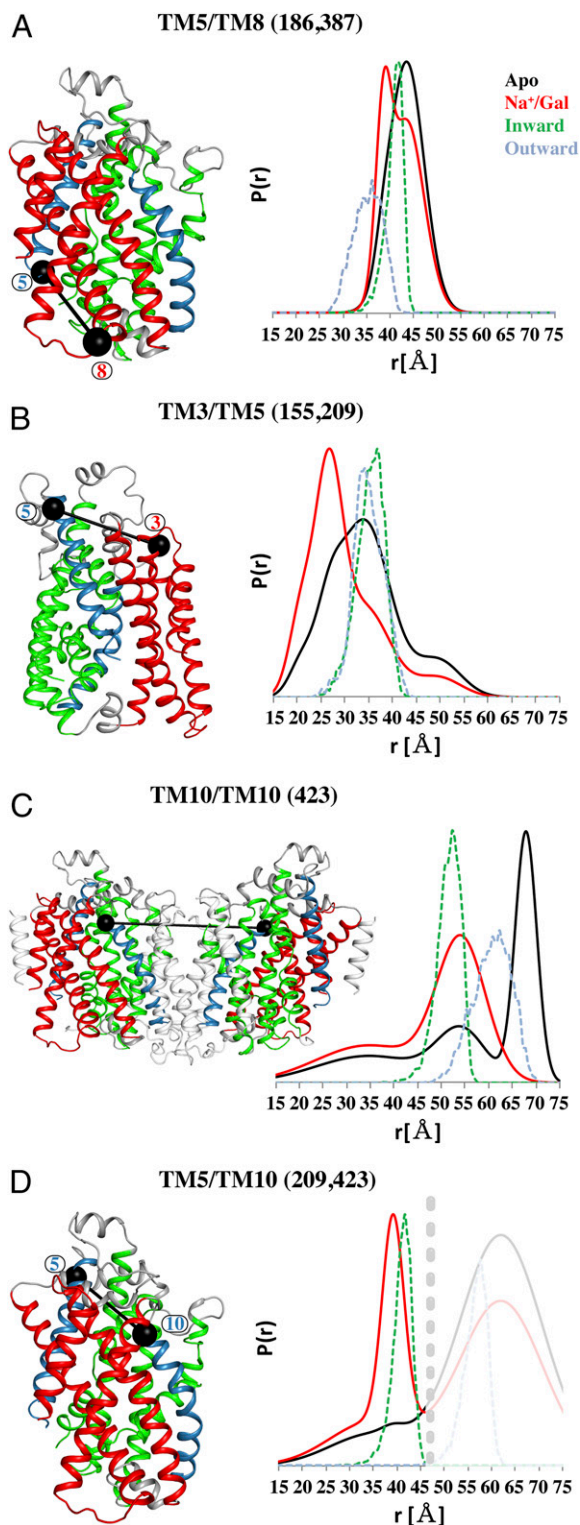 A
TM5/TM8 (186,387)
5
8
P(r)
Apo
Na⁺/Gal
Inward
Outward
15 20 25 30 35 40 45 50 55 60 65 70 75
r[Å]
B
TM3/TM5 (155,209)
5
3
P(r)
15 20 25 30 35 40 45 50 55 60 65 70 75
r [Å]
C
TM10/TM10 (423)
15 20 25 30 35 40 45 50 55 60 65 70 75
r[Å]
D
TM5/TM10 (209,423)
5
10
P(r)
15 20 25 30 35 40 45 50 55 60 65 70 75
r[Å]